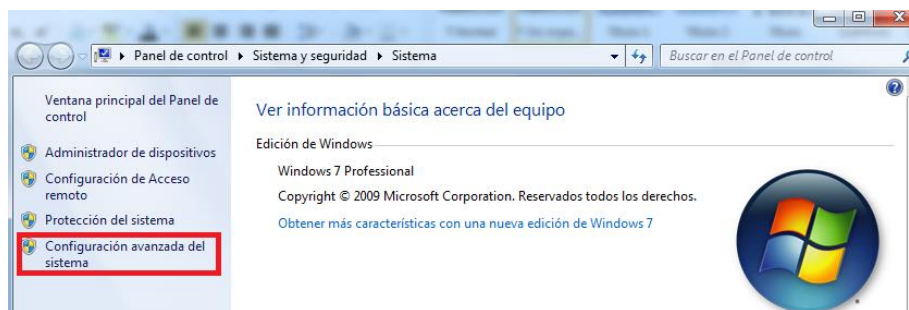 Panel de control ▸ Sistema y seguridad ▸ Sistema
Buscar en el Panel de control
Ventana principal del Panel de
control
Administrador de dispositivos
Configuración de Acceso
remoto
Protección del sistema
Configuración avanzada del
sistema
Ver información básica acerca del equipo
Edición de Windows
Windows 7 Professional
Copyright © 2009 Microsoft Corporation. Reservados todos los derechos.
Obtener más características con una nueva edición de Windows 7